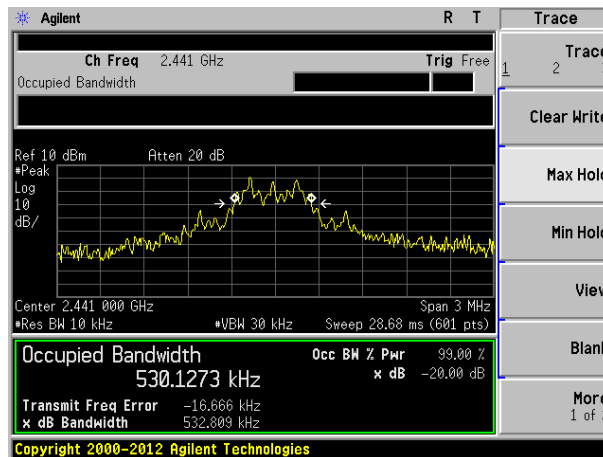 Agilent R T Trace
Ch Freq 2.441 GHz Trig Free
Occupied Bandwidth
Trace
1 2
Clear Write
Max Hold
Min Hold
View
Blank
More
1 of
Ref 10 dBm Atten 20 dB
#Peak
Log
10
dB/
Center 2.441 000 GHz Span 3 MHz
#Res BW 10 kHz #VBW 30 kHz Sweep 28.68 ms (601 pts)
Occupied Bandwidth Occ BW % Pwr 99.00 %
530.1273 kHz x dB -20.00 dB
Transmit Freq Error -16.666 kHz
x dB Bandwidth 532.809 kHz
Copyright 2000-2012 Agilent Technologies